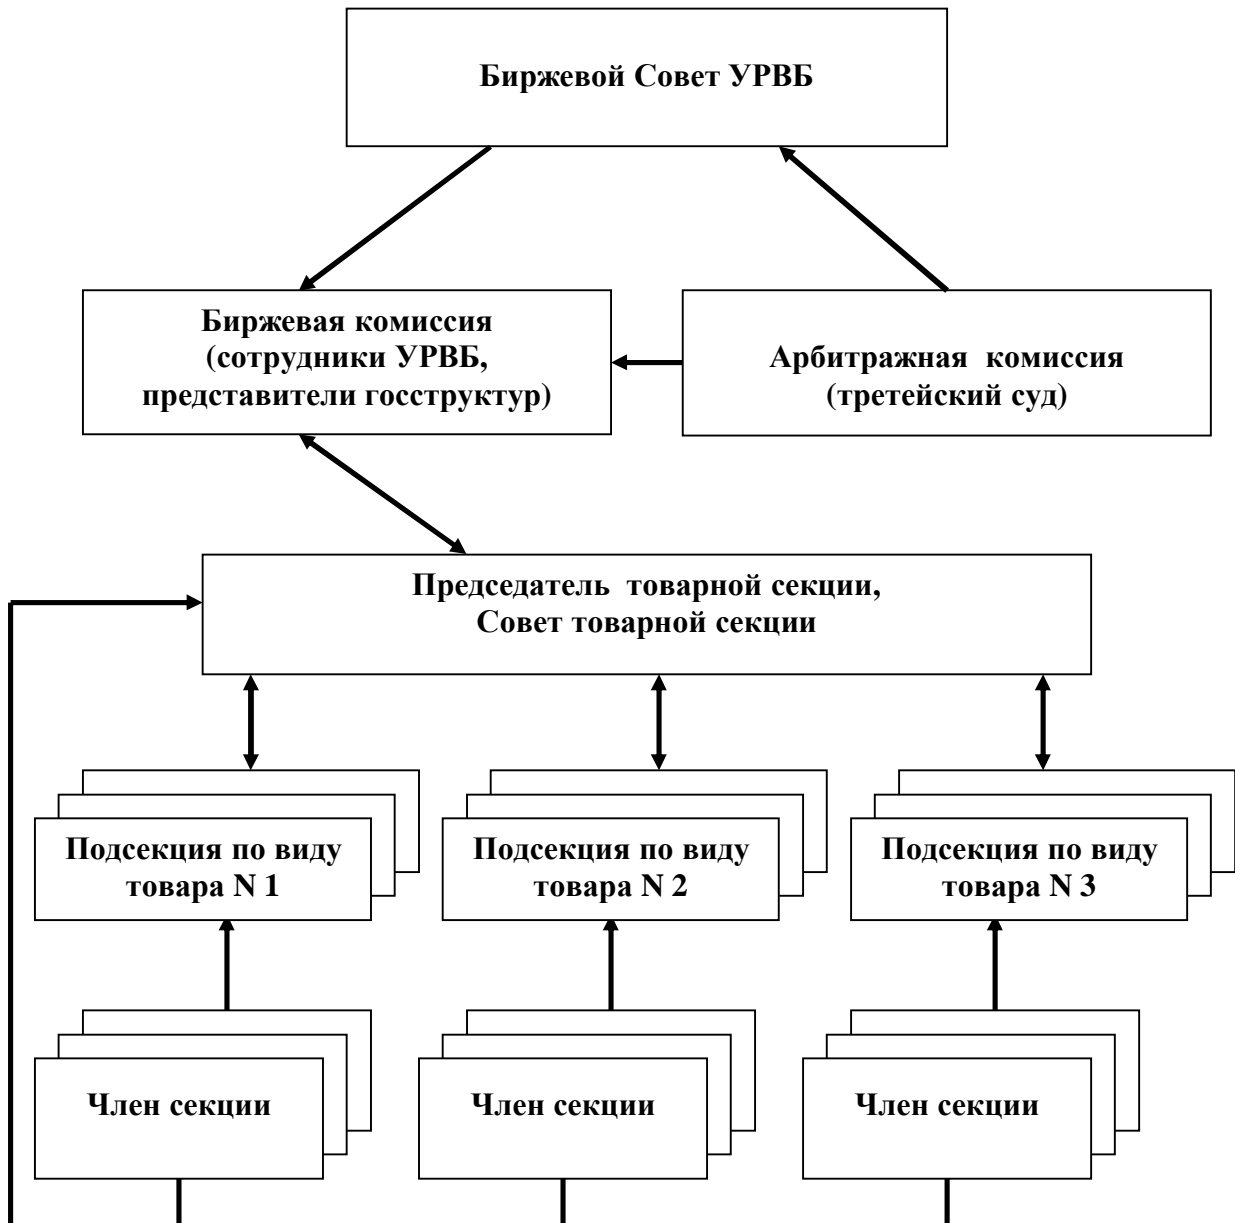 Биржевой Совет УРВБ
Биржевая комиссия
(сотрудники УРВБ,
представители госструктур)
Арбитражная комиссия
(третейский суд)
Председатель товарной секции,
Совет товарной секции
Подсекция по виду
товара N 1
Подсекция по виду
товара N 2
Подсекция по виду
товара N 3
Член секции
Член секции
Член секции